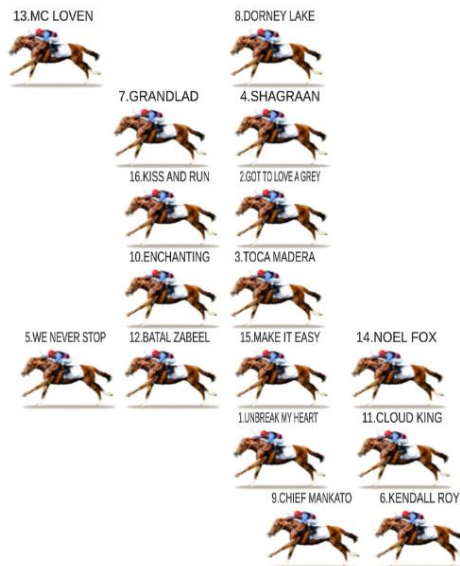 13.MC LOVEN
8.DORNEY LAKE
7.GRANDLAD
4.SHAGRAAN
16.KISS AND RUN
2.GOT TO LOVE A GREY
10.ENCHANTING
3.TOCA MADERA
5.WE NEVER STOP
12.BATAL ZABEEL
15.MAKE IT EASY
14.NOEL FOX
1.UNBREAK MY HEART
11.CLOUD KING
9.CHIEF MANKATO
6.KENDALL ROY